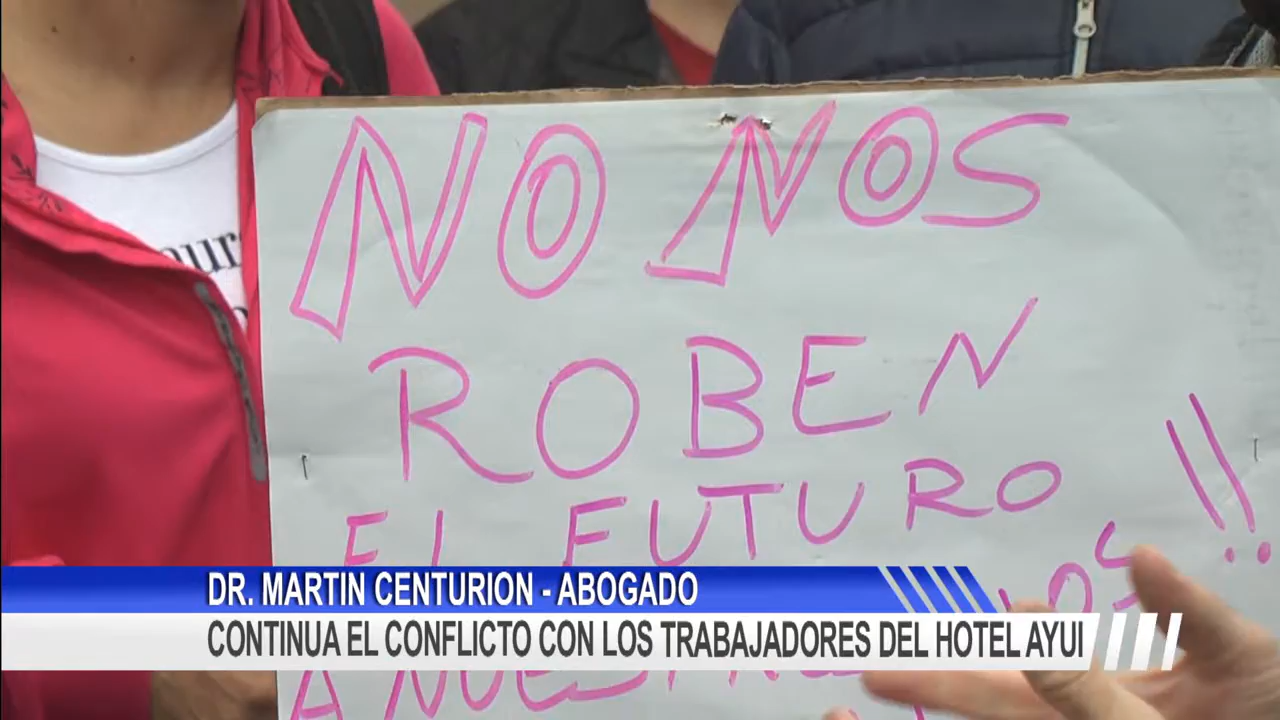 NO NOS
ROBEN
EL FUTURO
!!
DR. MARTIN CENTURION - ABOGADO
CONTINUA EL CONFLICTO CON LOS TRABAJADORES DEL HOTEL AYUI